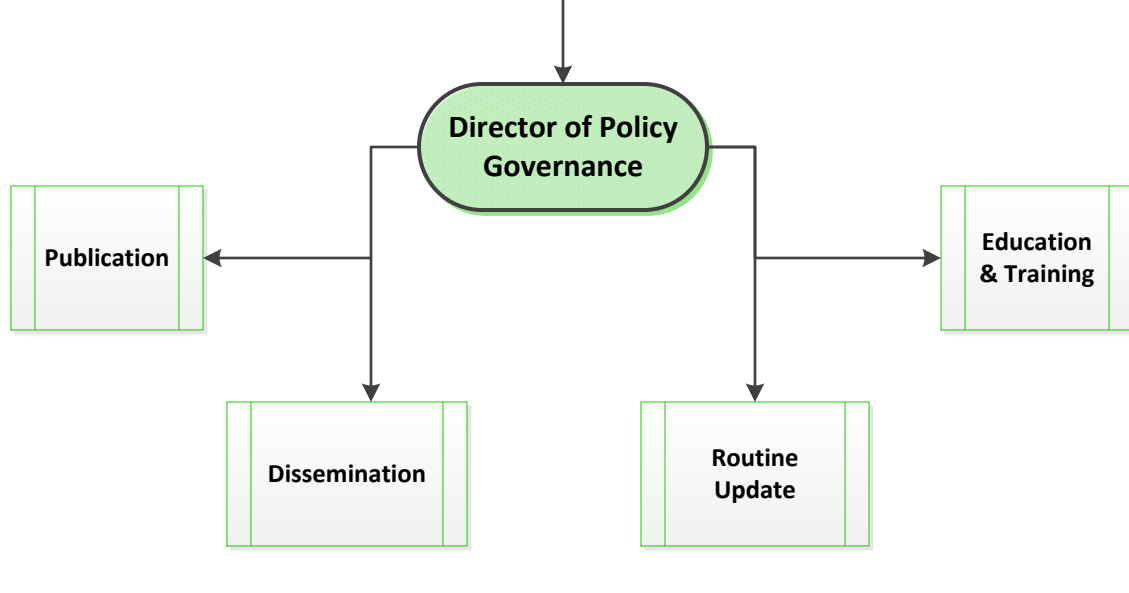 Director of Policy
Governance
Publication
Education
& Training
Dissemination
Routine
Update